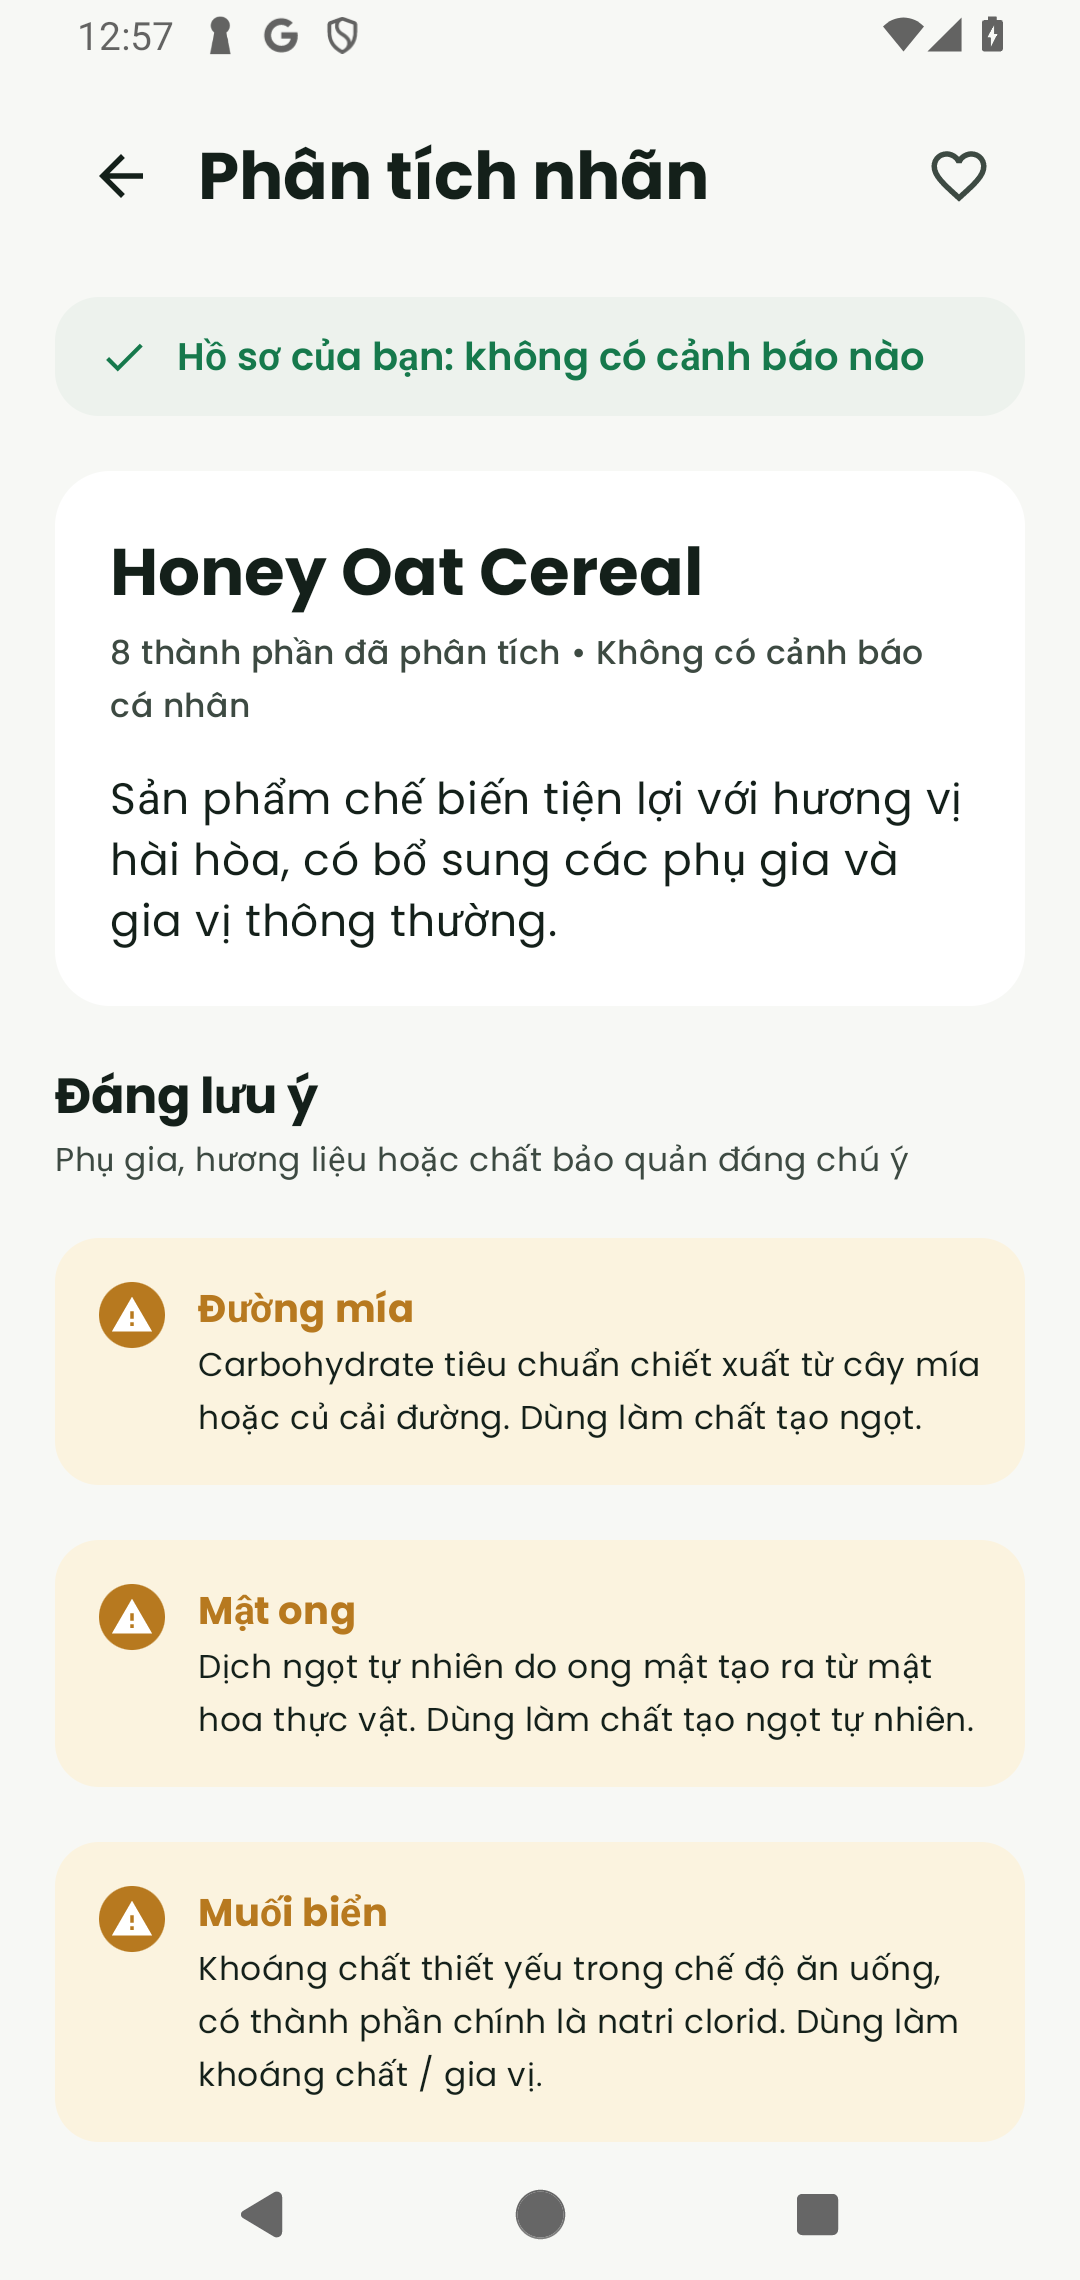 12:57
Phân tích nhãn
Hồ sơ của bạn: không có cảnh báo nào
Honey Oat Cereal
8 thành phần đã phân tích • Không có cảnh báo
cá nhân
Sản phẩm chế biến tiện lợi với hương vị
hài hòa, có bổ sung các phụ gia và
gia vị thông thường.
Đáng lưu ý
Phụ gia, hương liệu hoặc chất bảo quản đáng chú ý
Đường mía
Carbohydrate tiêu chuẩn chiết xuất từ cây mía
hoặc củ cải đường. Dùng làm chất tạo ngọt.
Mật ong
Dịch ngọt tự nhiên do ong mật tạo ra từ mật
hoa thực vật. Dùng làm chất tạo ngọt tự nhiên.
Muối biển
Khoáng chất thiết yếu trong chế độ ăn uống,
có thành phần chính là natri clorid. Dùng làm
khoáng chất / gia vị.